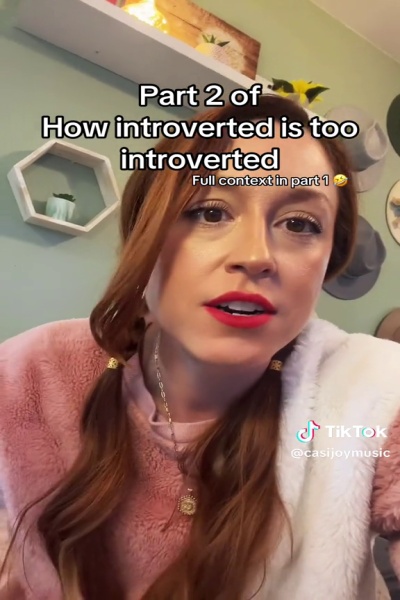 Part 2 of
How introverted is too
introverted
Full context in part 1 🤣
TikTok
@casijoymusic